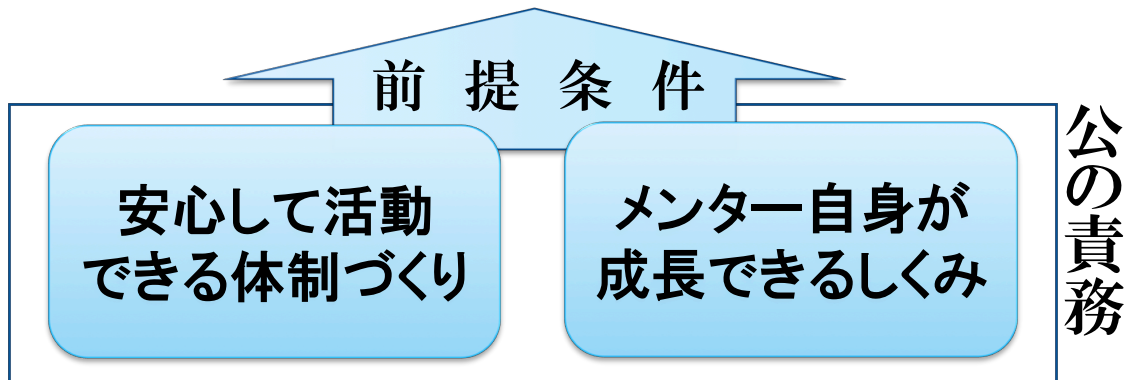 前提条件
安心して活動
できる体制づくり
メンター自身が
成長できるしくみ
公の責務